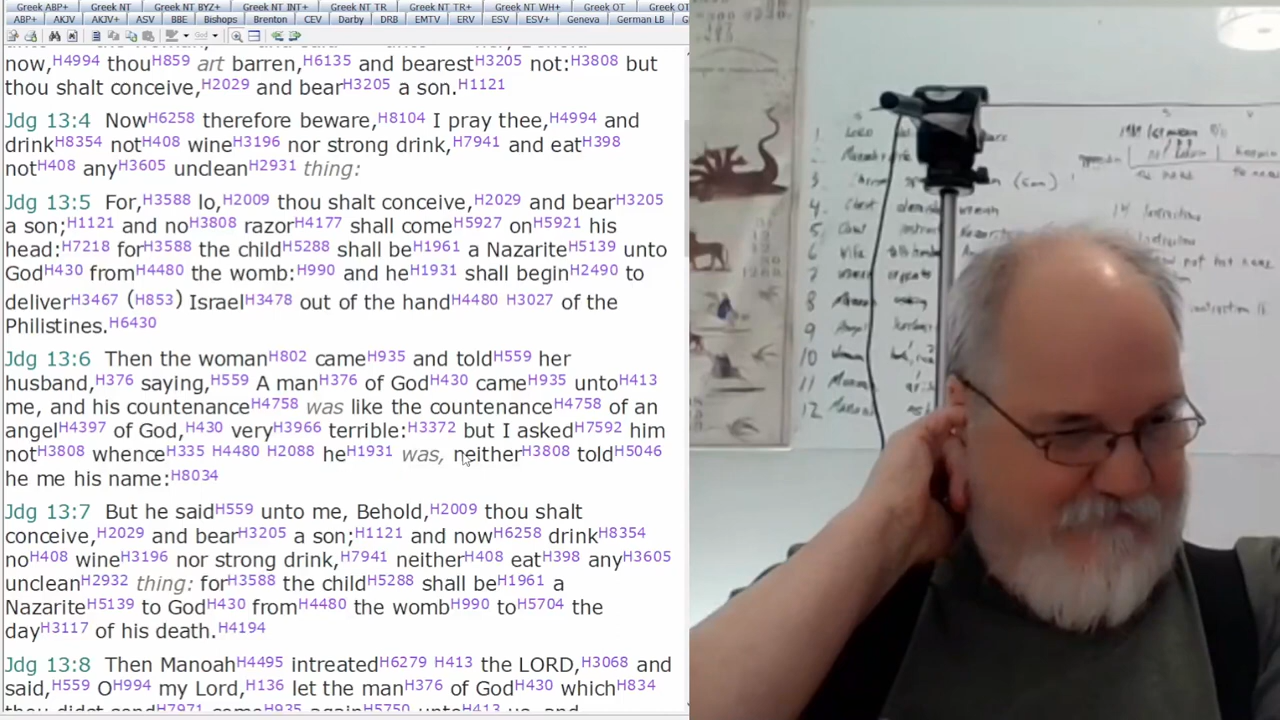 Greek ABP+ Greek NT Greek NT BYZ+ Greek NT INT+ Greek NT TR Greek NT TR+ Greek NT WH+ Greek OT
ABP+ AKJV AKJV+ ASV BBE Bishops Brenton CEV Darby DRB EMTV ERV ESV ESV+ Geneva German LB
now,H4994 thouH859 art barren,H6135 and bearestH3205 not:H3808 but
thou shalt conceive,H2029 and bearH3205 a son.H1121
Jdg 13:4 NowH6258 therefore beware,H8104 I pray thee,H4994 and
drinkH8354 notH408 wineH3196 nor strong drink,H7941 and eatH398
notH408 anyH3605 uncleanH2931 thing:
Jdg 13:5 For,H3588 lo,H2009 thou shalt conceive,H2029 and bearH3205
a son;H1121 and noH3808 razorH4177 shall comeH5927 onH5921 his
head:H7218 forH3588 the childH5288 shall beH1961 a NazariteH5139 unto
GodH430 fromH4480 the womb:H990 and heH1931 shall beginH2490 to
deliverH3467 (H853) IsraelH3478 out of the handH4480 H3027 of the
Philistines.H6430
Jdg 13:6 Then the womanH802 cameH935 and toldH559 her
husband,H376 saying,H559 A manH376 of GodH430 cameH935 untoH413
me, and his countenanceH4758 was like the countenanceH4758 of an
angelH4397 of God,H430 veryH3966 terrible:H3372 but I askedH7592 him
notH3808 whenceH335 H4480 H2088 heH1931 was, neitherH3808 toldH5046
he me his name:H8034
Jdg 13:7 But he saidH559 unto me, Behold,H2009 thou shalt
conceive,H2029 and bearH3205 a son;H1121 and nowH6258 drinkH8354
noH408 wineH3196 nor strong drink,H7941 neitherH408 eatH398 anyH3605
uncleanH2932 thing: forH3588 the childH5288 shall beH1961 a
NazariteH5139 to GodH430 fromH4480 the wombH990 toH5704 the
dayH3117 of his death.H4194
Jdg 13:8 Then ManoahH4495 intreatedH6279 H413 the LORD,H3068 and
said,H559 OH994 my Lord,H136 let the manH376 of GodH430 whichH834
1.
3
4.
5.
6
7
8
9
10
11
12